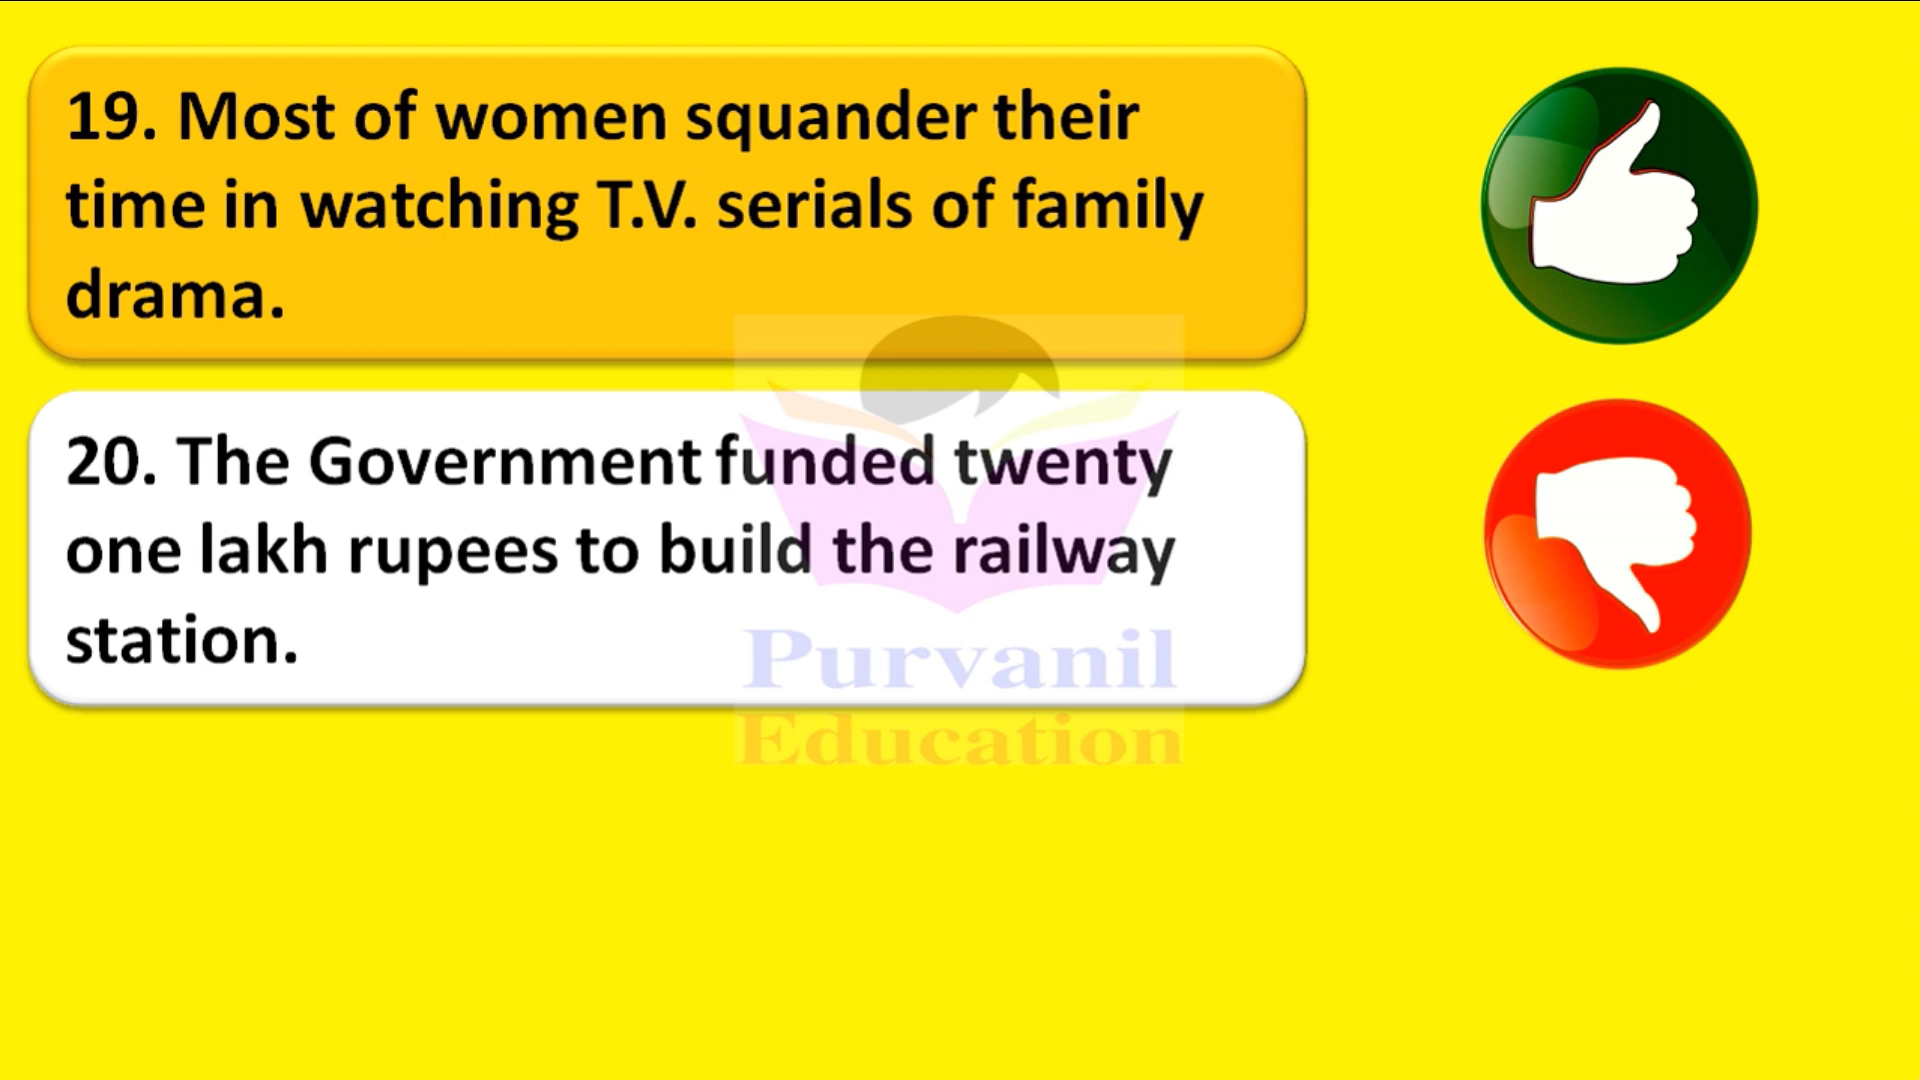 19. Most of women squander their
time in watching T.V. serials of family
drama.
20. The Government funded twenty
one lakh rupees to build the railway
station.
Purvanil
Education